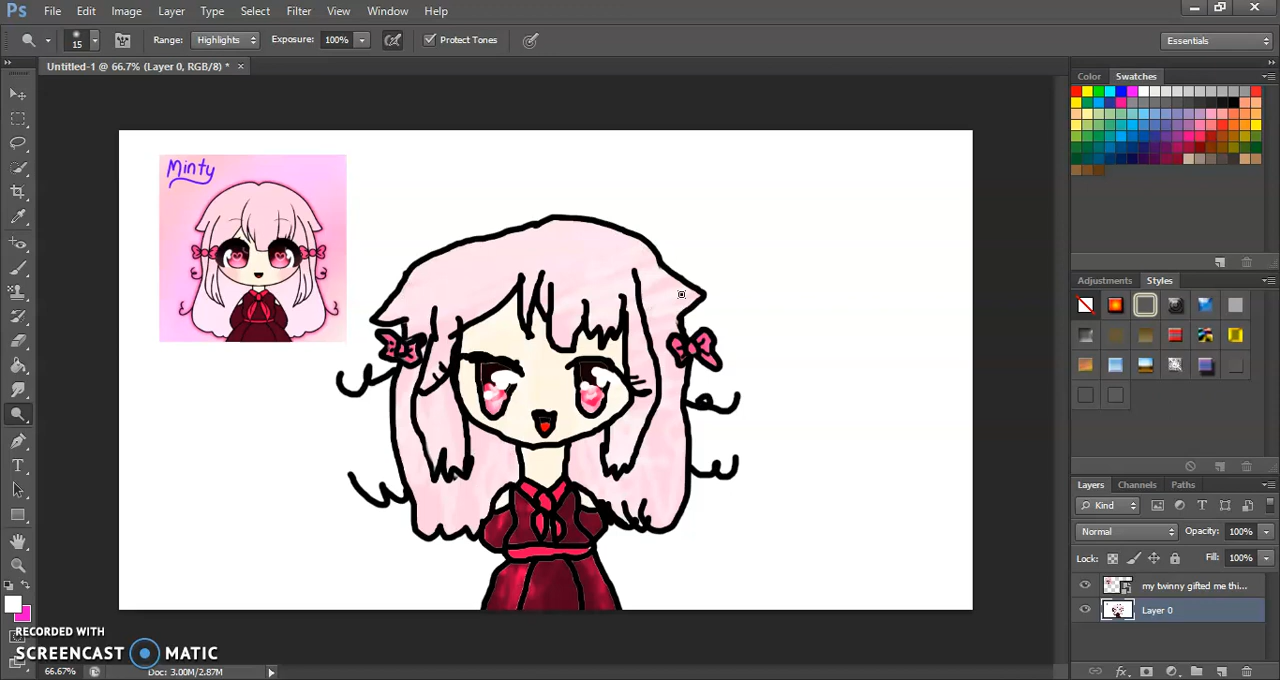 Ps File Edit Image Layer Type Select Filter View Window Help
15 Range: Highlights Exposure: 100% Protect Tones Essentials
Untitled-1 @ 66.7% (Layer 0, RGB/8) * ×
Color Swatches
Minty
Adjustments Styles
Layers Channels Paths
Kind
Normal Opacity: 100%
Lock: Fill: 100%
my twinny gifted me thi...
Layer 0
RECORDED WITH
SCREENCAST MATIC
66.67% Doc: 3.00M/2.87M